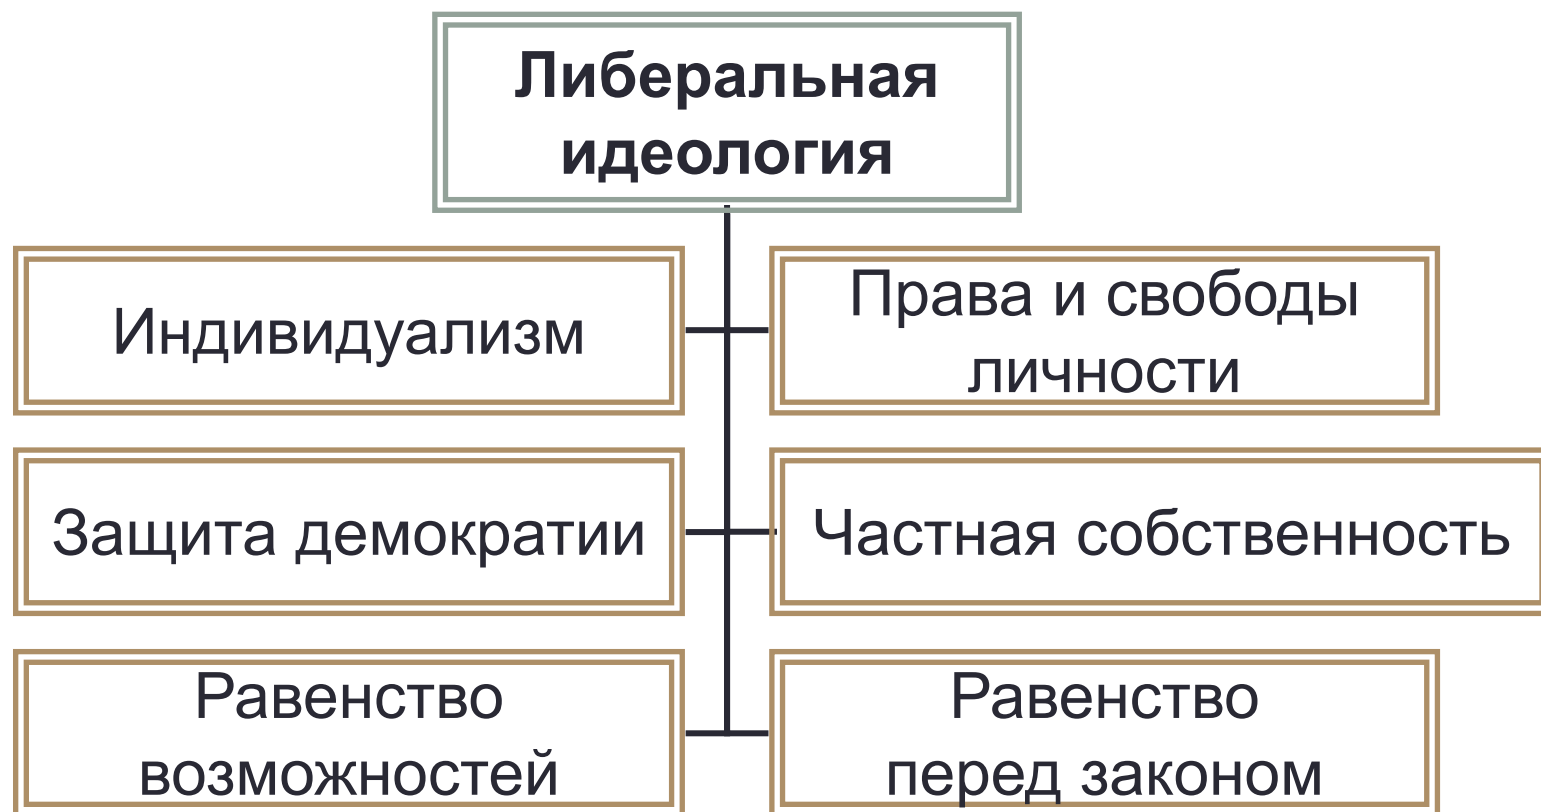 Либеральная
идеология
Индивидуализм
Права и свободы
личности
Защита демократии
Частная собственность
Равенство
возможностей
Равенство
перед законом